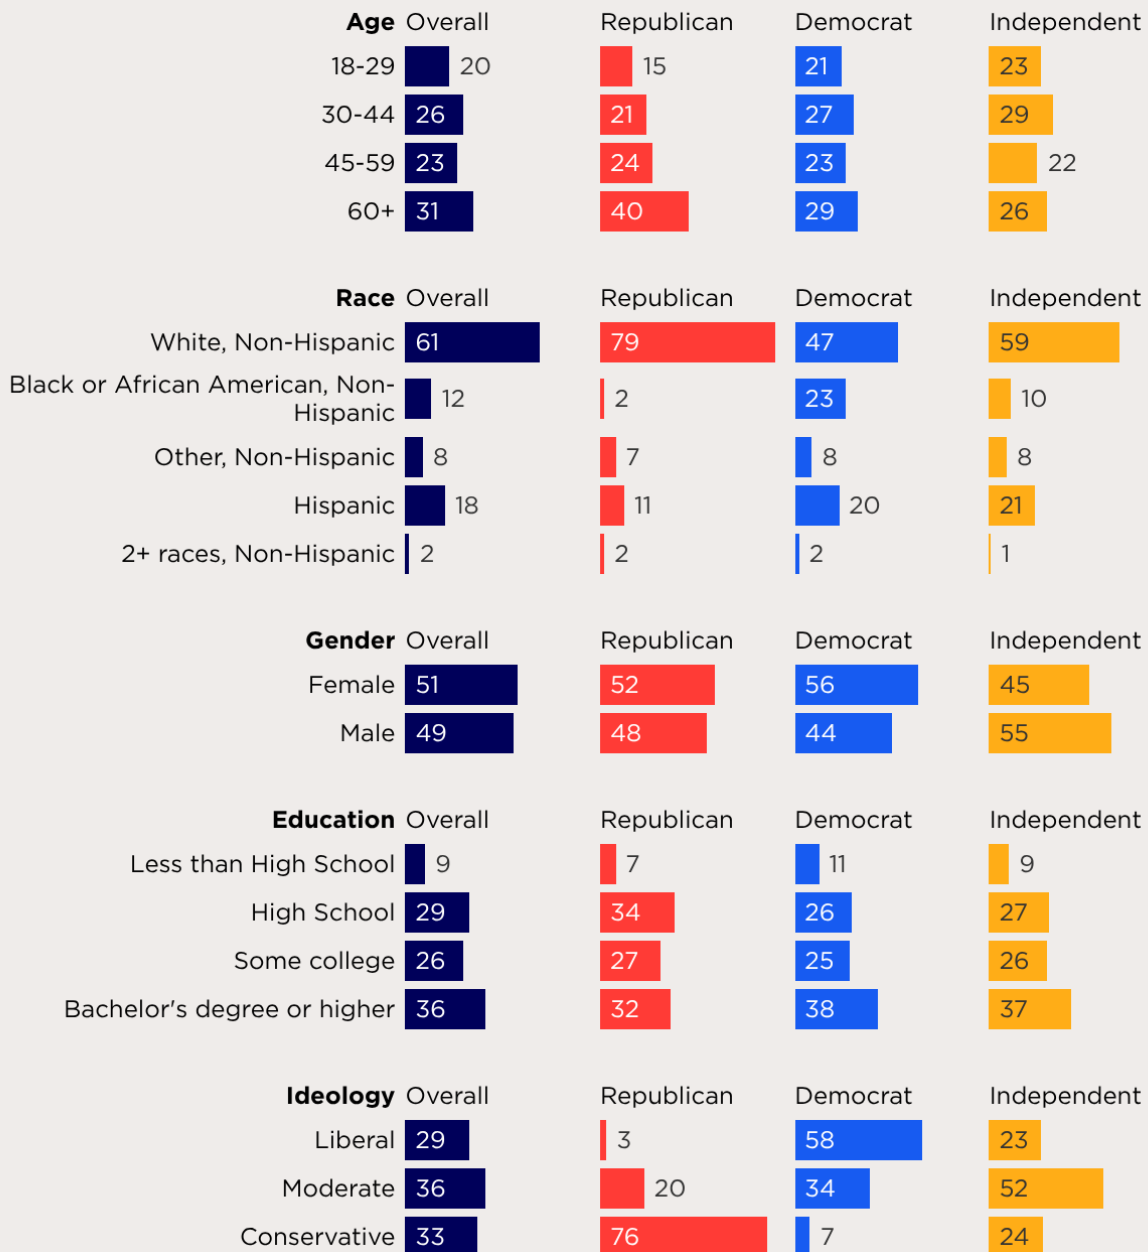 Age Overall Republican Democrat Independent
18-29 20 15 21 23
30-44 26 21 27 29
45-59 23 24 23 22
60+ 31 40 29 26
Race Overall Republican Democrat Independent
White, Non-Hispanic 61 79 47 59
Black or African American, Non-
Hispanic 12 2 23 10
Other, Non-Hispanic 8 7 8 8
Hispanic 18 11 20 21
2+ races, Non-Hispanic 2 2 2 1
Gender Overall Republican Democrat Independent
Female 51 52 56 45
Male 49 48 44 55
Education Overall Republican Democrat Independent
Less than High School 9 7 11 9
High School 29 34 26 27
Some college 26 27 25 26
Bachelor's degree or higher 36 32 38 37
Ideology Overall Republican Democrat Independent
Liberal 29 3 58 23
Moderate 36 20 34 52
Conservative 33 76 7 24